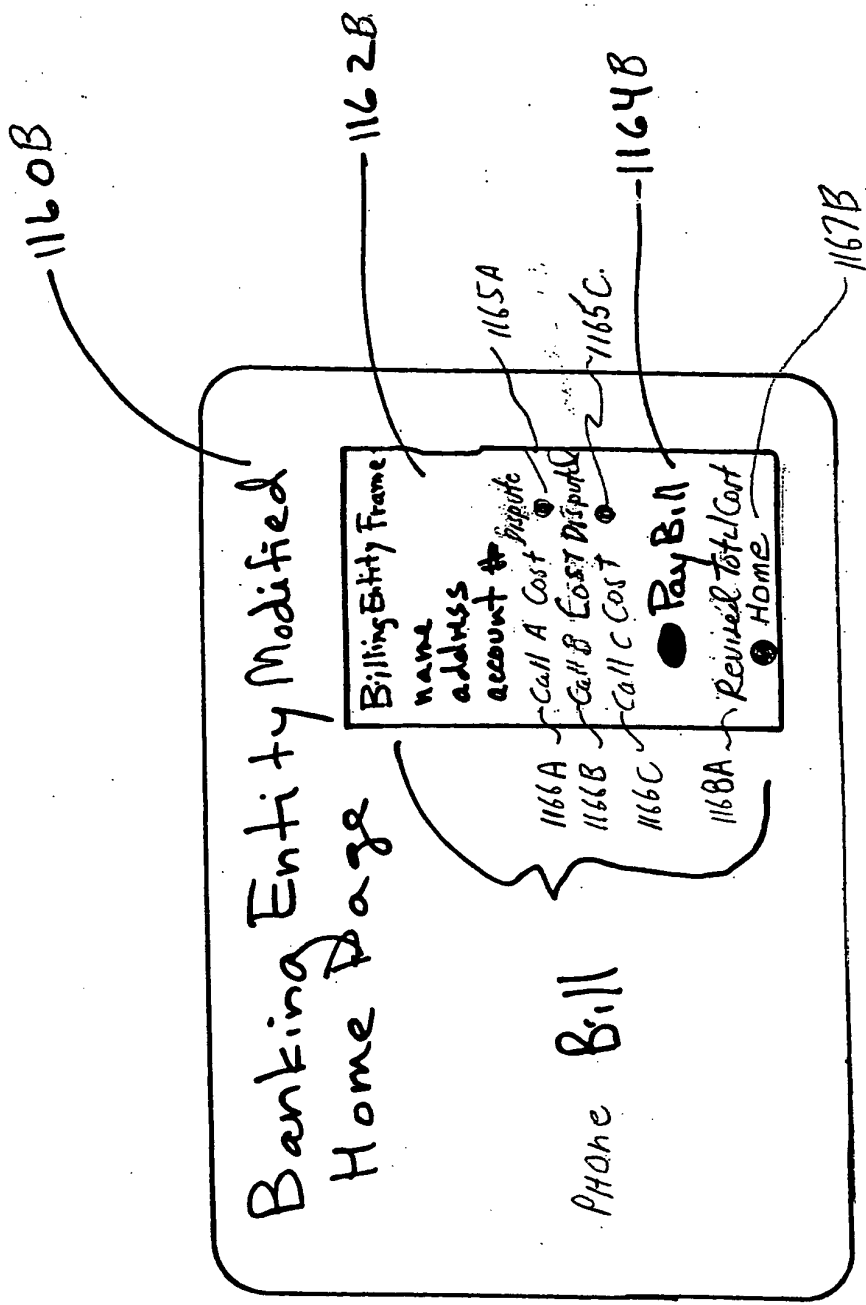 1160B
Banking Entity Modified
Home Page
1162B
Billing Entity Frame
name
address
account #
1166A Call A Cost Dispute 1165A
1166B Call B Cost Dispute
1166C Call C Cost 1165C
Pay Bill 1164B
1168A Revised Total Cost
Home 1167B
Phone Bill